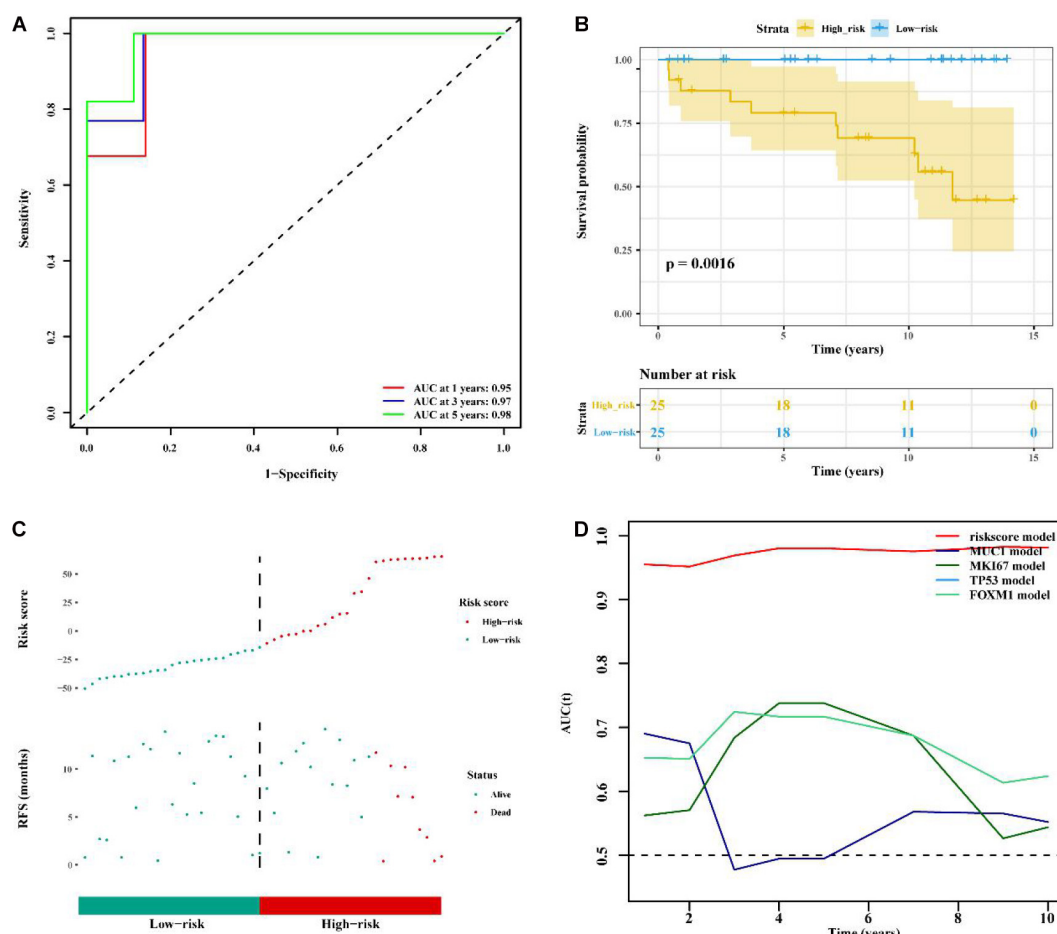 A
1.0
0.8
0.6
0.4
0.2
0.0
Sensitivity
AUC at 1 years: 0.95
AUC at 3 years: 0.97
AUC at 5 years: 0.98
0.0 0.2 0.4 0.6 0.8 1.0
1−Specificity
B
Strata High_risk Low−risk
1.00
0.75
0.50
0.25
0.00
Survival probability
p = 0.0016
0 5 10 15
Time (years)
Number at risk
Strata
High_risk 25 18 11 0
Low−risk 25 18 11 0
0 5 10 15
Time (years)
C
50
25
0
−25
−50
Risk score
Risk score
High−risk
Low−risk
10
5
0
RFS (months)
Status
Alive
Dead
Low−risk High−risk
D
1.0
0.9
0.8
0.7
0.6
0.5
AUC(t)
riskscore model
MUC1 model
MKI67 model
TP53 model
FOXM1 model
2 4 6 8 10
Time (years)